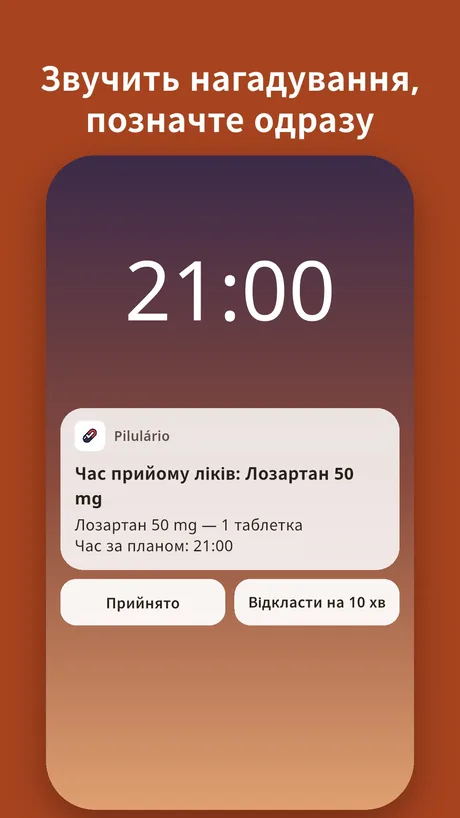 Звучить нагадування,
позначте одразу
21:00
Pilulário
Час прийому ліків: Лозартан 50
mg
Лозартан 50 mg — 1 таблетка
Час за планом: 21:00
Прийнято
Відкласти на 10 хв